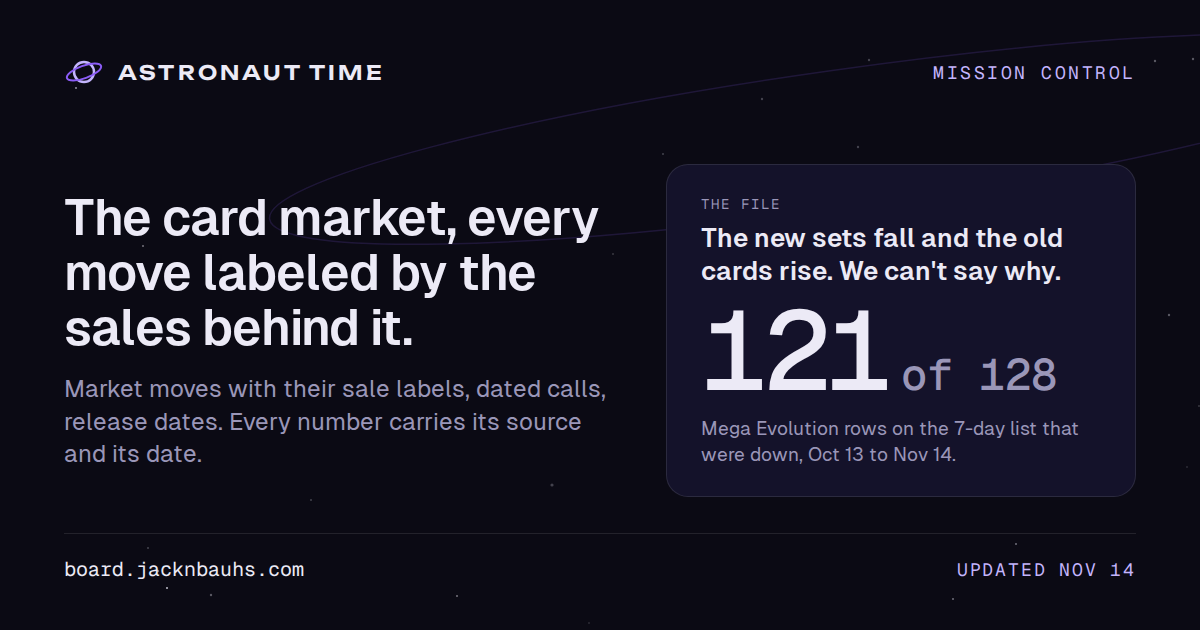 ASTRONAUT TIME
MISSION CONTROL
The card market, every
move labeled by the
sales behind it.
Market moves with their sale labels, dated calls,
release dates. Every number carries its source
and its date.
THE FILE
The new sets fall and the old
cards rise. We can't say why.
121 of 128
Mega Evolution rows on the 7-day list that
were down, Oct 13 to Nov 14.
board.jacknbauhs.com
UPDATED NOV 14